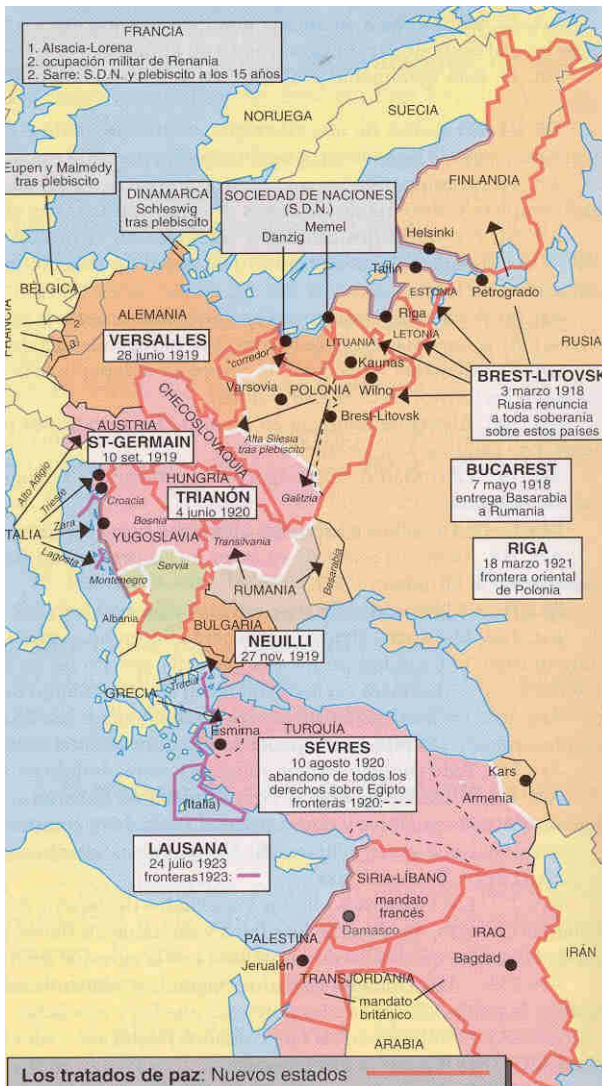 FRANCIA
1. Alsacia-Lorena
2. ocupación militar de Renania
2. Sarre: S.D.N. y plebiscito a los 15 años
NORUEGA
SUECIA
FINLANDIA
Eupen y Malmédy
tras plebiscito
DINAMARCA
Schleswig
tras plebiscito
SOCIEDAD DE NACIONES
(S.D.N.)
Danzig
Memel
Helsinki
Tallin
Petrogrado
ESTONIA
BELGICA
FRANCIA
2
3
ALEMANIA
VERSALLES
28 junio 1919
Riga
LETONIA
LITUANIA
RUSIA
"corredor"
Kaunas
Wilno
Varsovia
POLONIA
Brest-Litovsk
BREST-LITOVSK
3 marzo 1918
Rusia renuncia
a toda soberanía
sobre estos países
CHECOSLOVAQUIA
Alta Silesia
tras plebiscito
AUSTRIA
ST-GERMAIN
10 set. 1919
Alto Adigio
Trieste
HUNGRIA
TRIANÓN
4 junio 1920
Galitzia
BUCAREST
7 mayo 1918
entrega Basarabia
a Rumania
Croacia
Bosnia
ITALIA
Zara
Lagosta
YUGOSLAVIA
Transilvania
Besarabia
RIGA
18 marzo 1921
frontera oriental
de Polonia
Montenegro
Servia
RUMANIA
Albania
BULGARIA
NEUILLI
27 nov. 1919
GRECIA
Tracia
Esmirna
TURQUÍA
SÉVRES
10 agosto 1920
abandono de todos los
derechos sobre Egipto
fronteras 1920:
Kars
Armenia
(Italia)
LAUSANA
24 julio 1923
fronteras1923:
SIRIA-LÍBANO
mandato
francés
Damasco
PALESTINA
Jerualén
IRAQ
Bagdad
IRÁN
TRANSJORDANIA
mandato
británico
ARABIA
Los tratados de paz: Nuevos estados